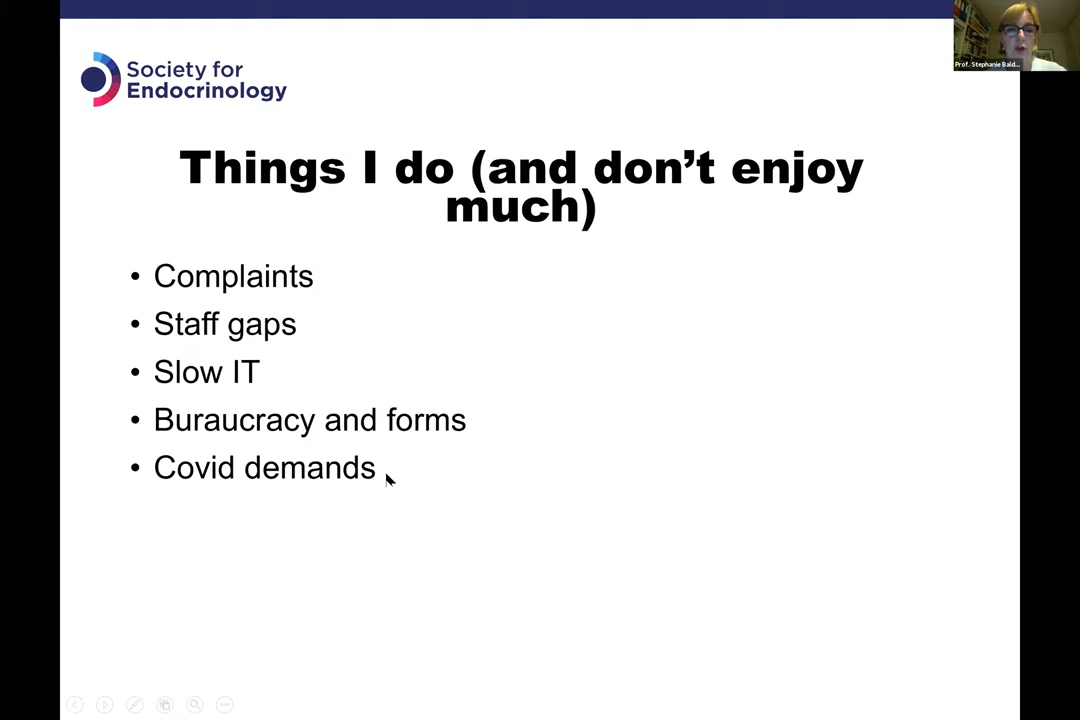 Prof. Stephanie Bald...
Society for
Endocrinology
Things I do (and don’t enjoy
much)
• Complaints
• Staff gaps
• Slow IT
• Buraucracy and forms
• Covid demands